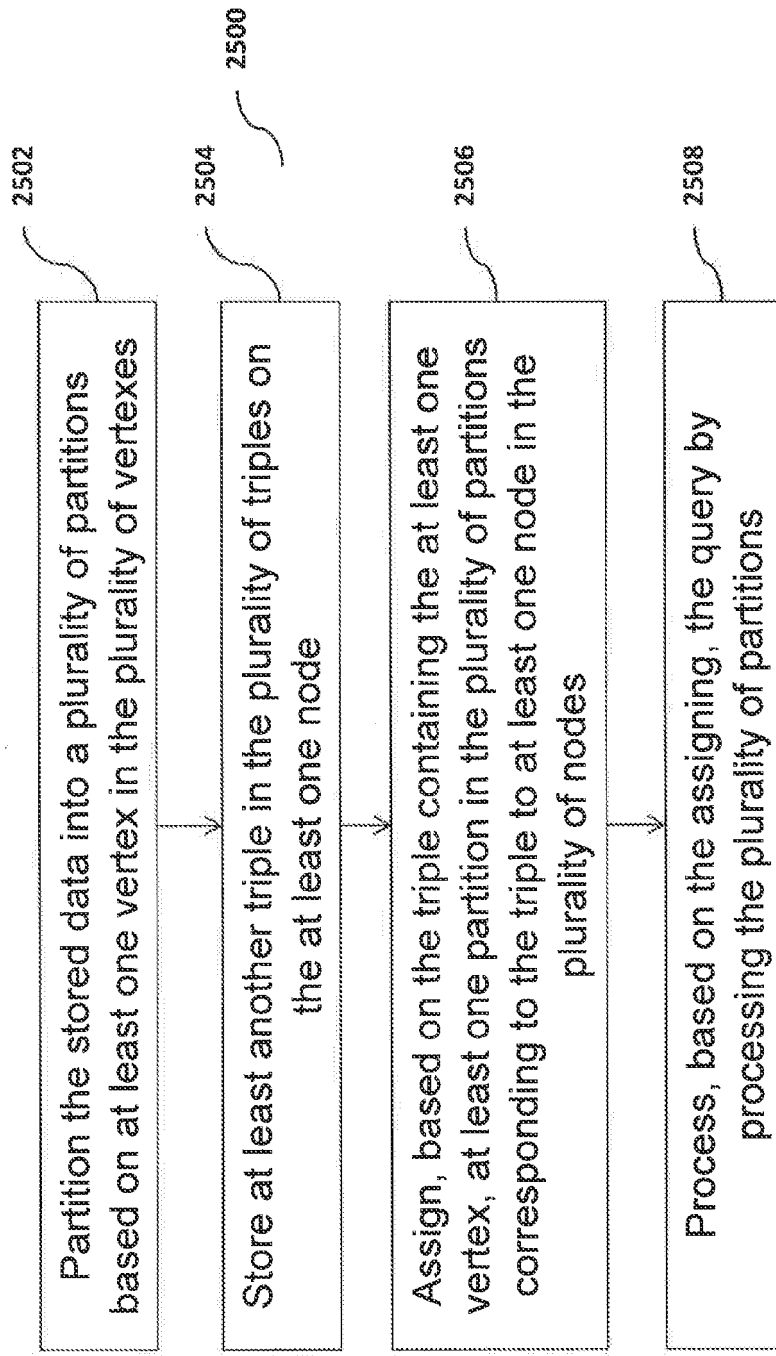 2502
Partition the stored data into a plurality of partitions
based on at least one vertex in the plurality of vertexes
2504
2500
Store at least another triple in the plurality of triples on
the at least one node
2506
Assign, based on the triple containing the at least one
vertex, at least one partition in the plurality of partitions
corresponding to the triple to at least one node in the
plurality of nodes
2508
Process, based on the assigning, the query by
processing the plurality of partitions